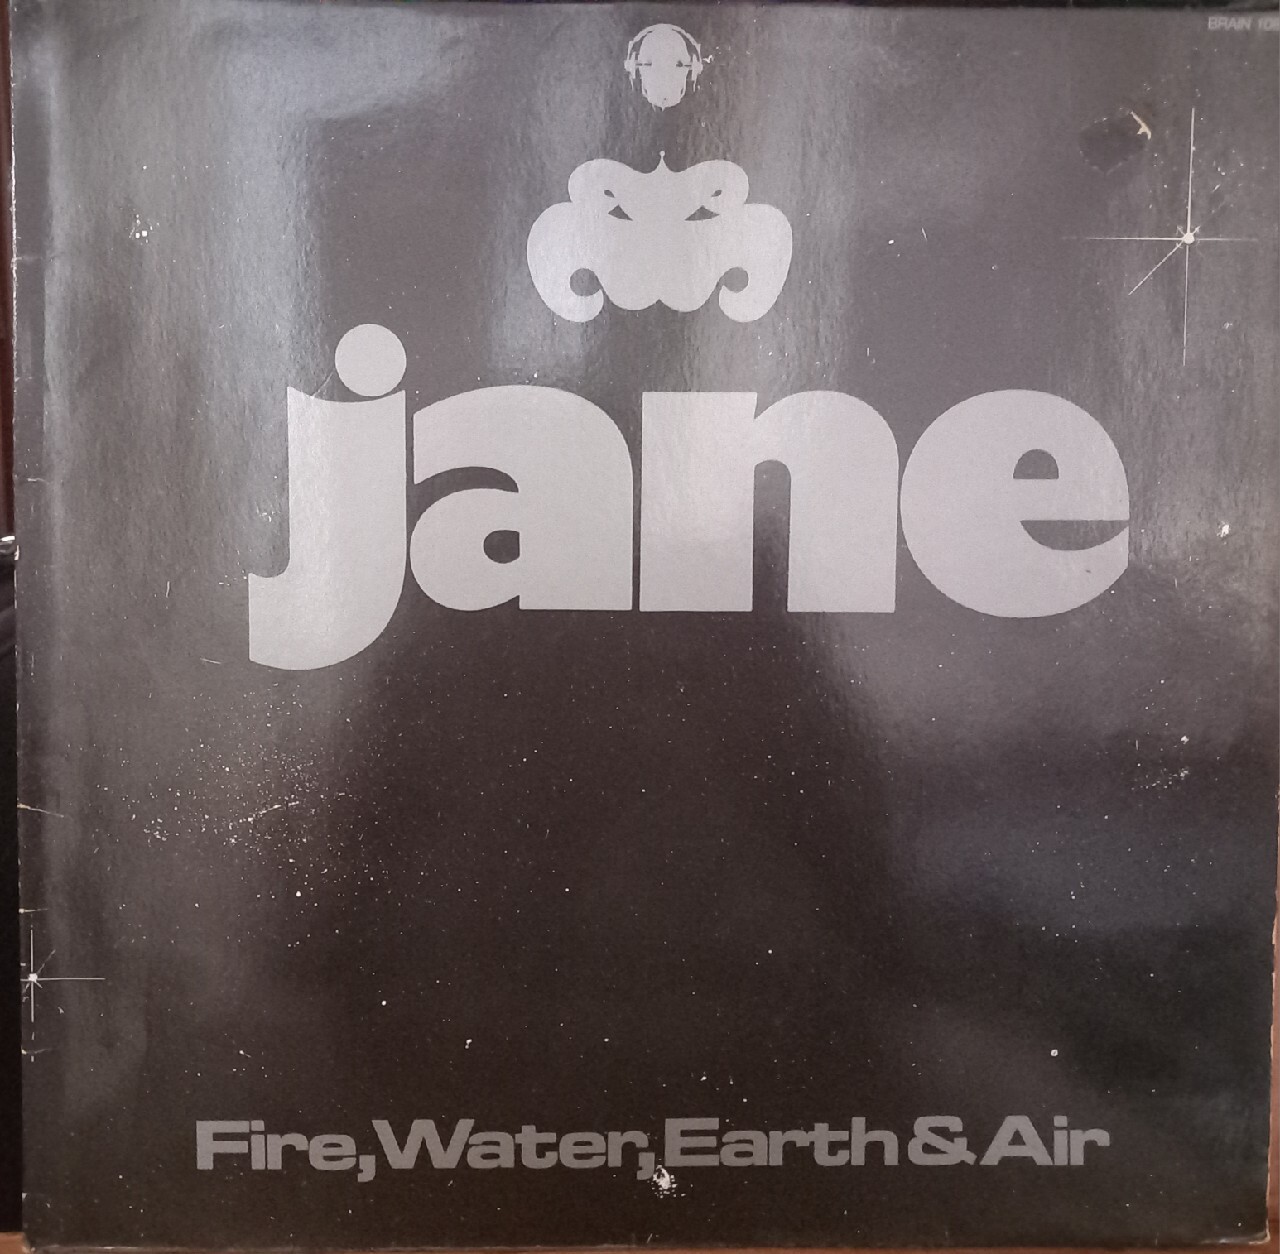 BRAIN
jane
Fire, Water, Earth & Air